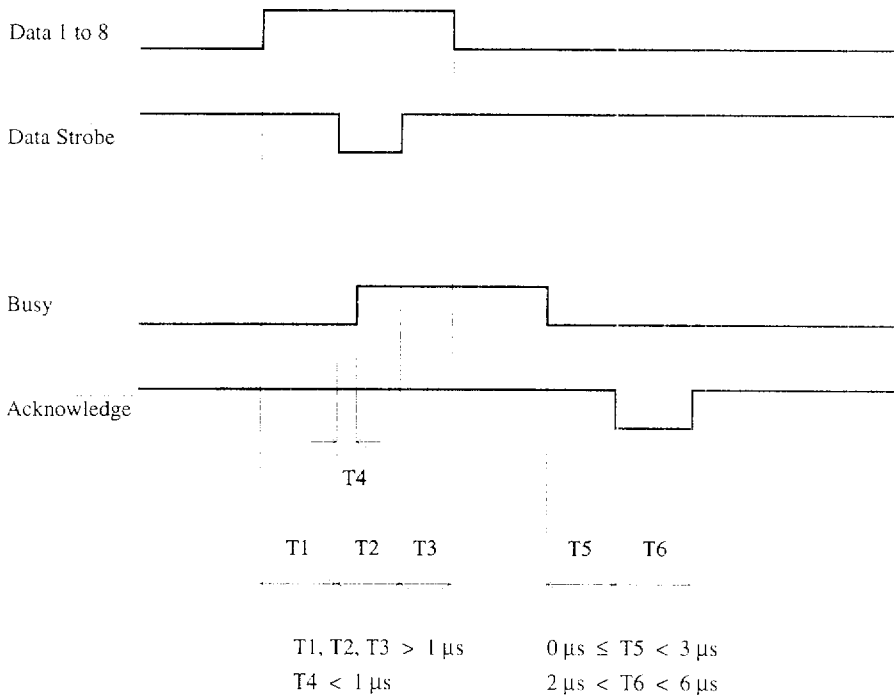 Data 1 to 8
Data Strobe
Busy
Acknowledge
T4
T1 T2 T3 T5 T6
T1, T2, T3 > 1 µs 0 µs ≤ T5 < 3 µs
T4 < 1 µs 2 µs < T6 < 6 µs